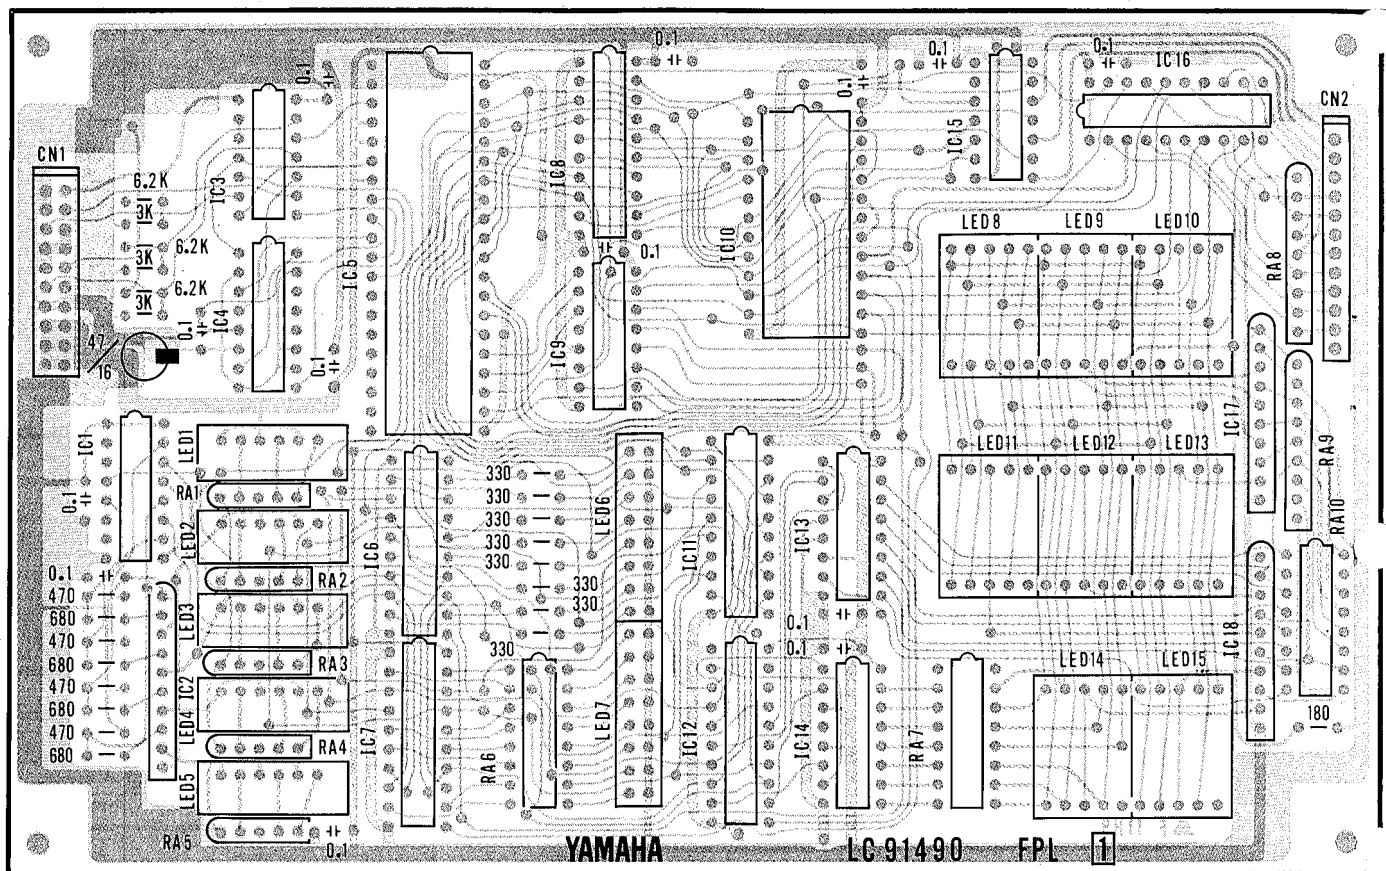 0.1
0.1
0.1
0.1
0.1
IC16
CN2
CN1
6.2K
3K
IC3
IC8
IC15
LED8
LED9
LED10
6.2K
3K
IC5
0.1
IC10
RA8
6.2K
3K
0.1
IC4
47
16
0.1
IC9
IC17
IC1
LED1
LED11
LED12
LED13
RA9
0.1
RA1
330
330
LED6
RA10
LED2
IC6
330
330
330
IC11
IC13
0.1
RA2
330
330
470
LED3
680
0.1
470
IC18
680
RA3
330
0.1
LED14
LED15
470
IC2
680
LED4
IC7
LED7
IC12
IC14
RA7
180
470
RA4
680
RA6
LED5
RA5
0.1
YAMAHA
LC 91490
FPL
1